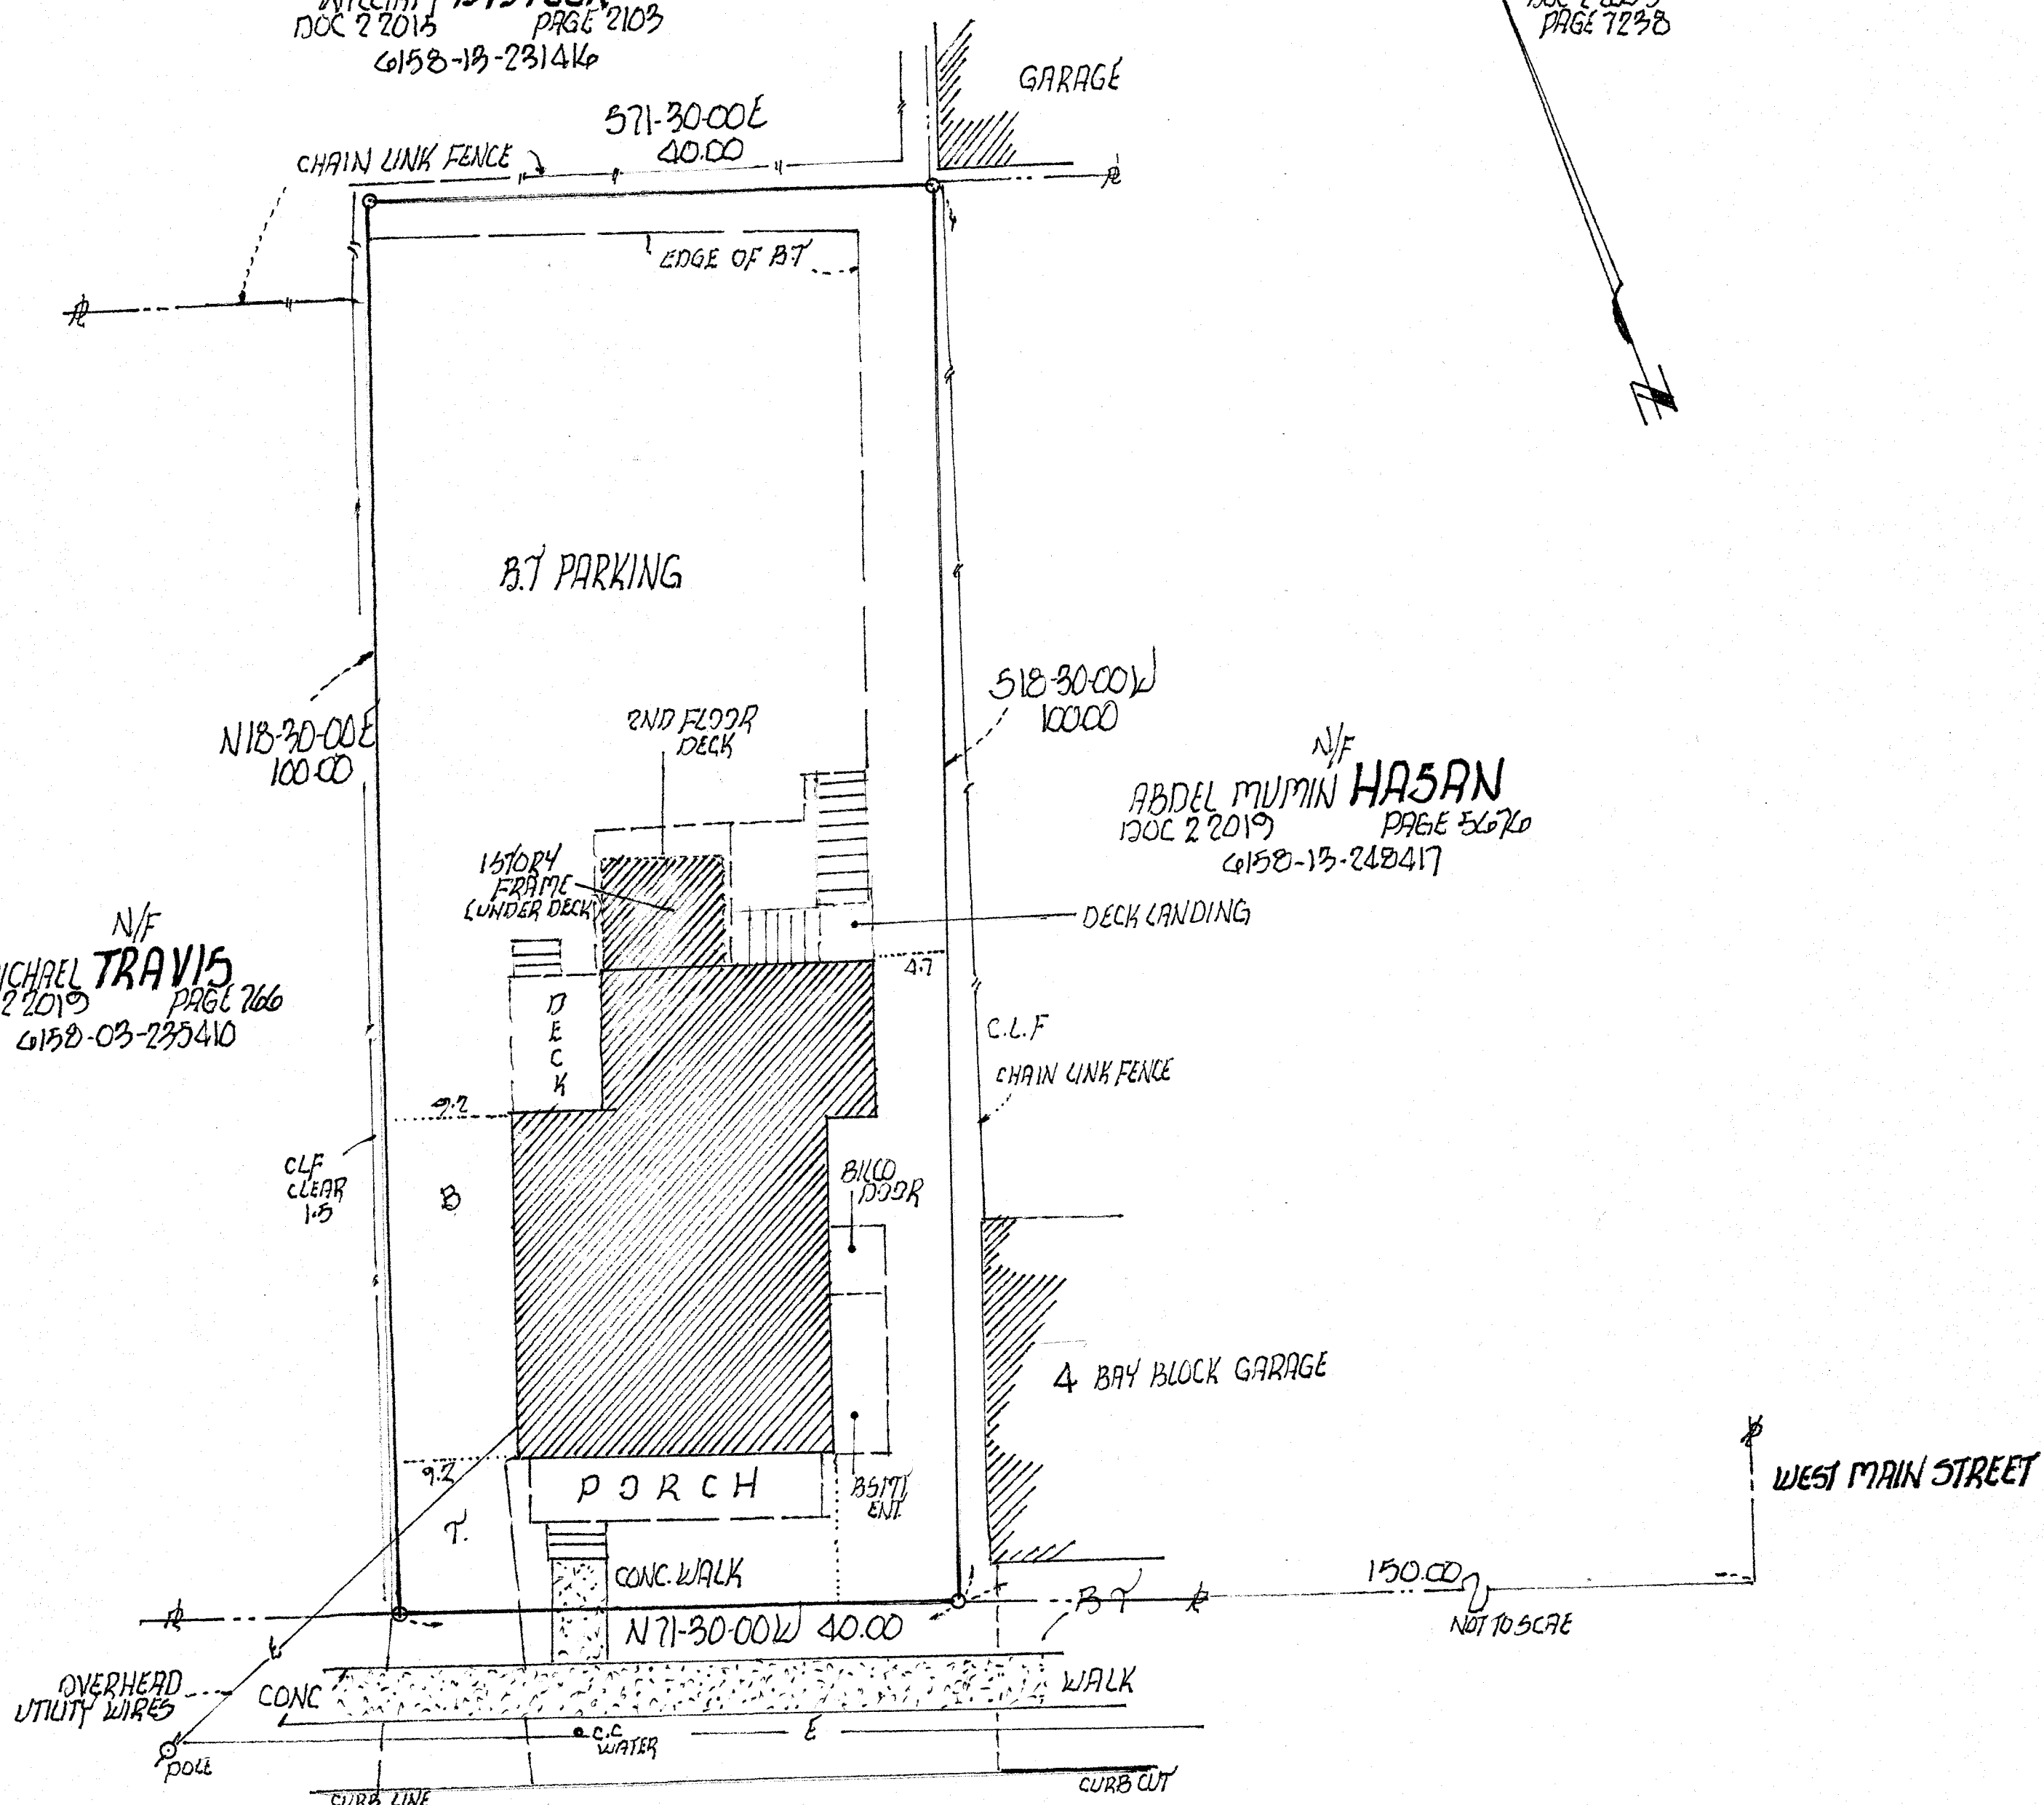 DOC 2 2015 PAGE 2103
6158-13-231416
PAGE 7238
GARAGE
S71-30-00E
40.00
CHAIN LINK FENCE
EDGE OF B.T
B.T PARKING
N18-30-00E
100.00
S18-30-00W
100.00
2ND FLOOR
DECK
1 STORY
FRAME
(UNDER DECK)
N/F
ABDEL MUMIN HASAN
DOC 2 2019 PAGE 5676
6158-13-248417
DECK LANDING
4.7
N/F
MICHAEL TRAVIS
2 2019 PAGE 766
6158-03-235410
DECK
C.L.F
CHAIN LINK FENCE
9.2
CLF
CLEAR
1.5
B
BILCO
DOOR
4 BAY BLOCK GARAGE
WEST MAIN STREET
9.2
PORCH
BSMT
ENT.
T.
CONC. WALK
150.00
NOT TO SCAE
B T
N71-30-00W 40.00
E
OVERHEAD
UTILITY WIRES
CONC WALK
C.C
WATER
E
POLE
CURB CUT
CURB LINE